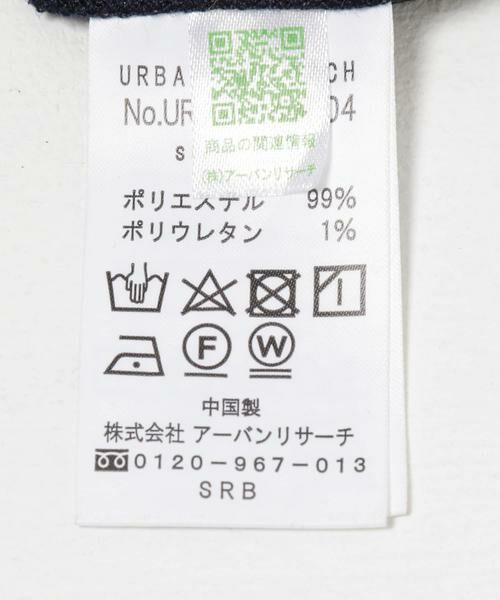 URBA CH
No.UR 04
商品の関連情報
S
(株)アーバンリサーチ
ポリエステル 99%
ポリウレタン 1%
F W
中国製
株式会社 アーバンリサーチ
0120-967-013
SRB